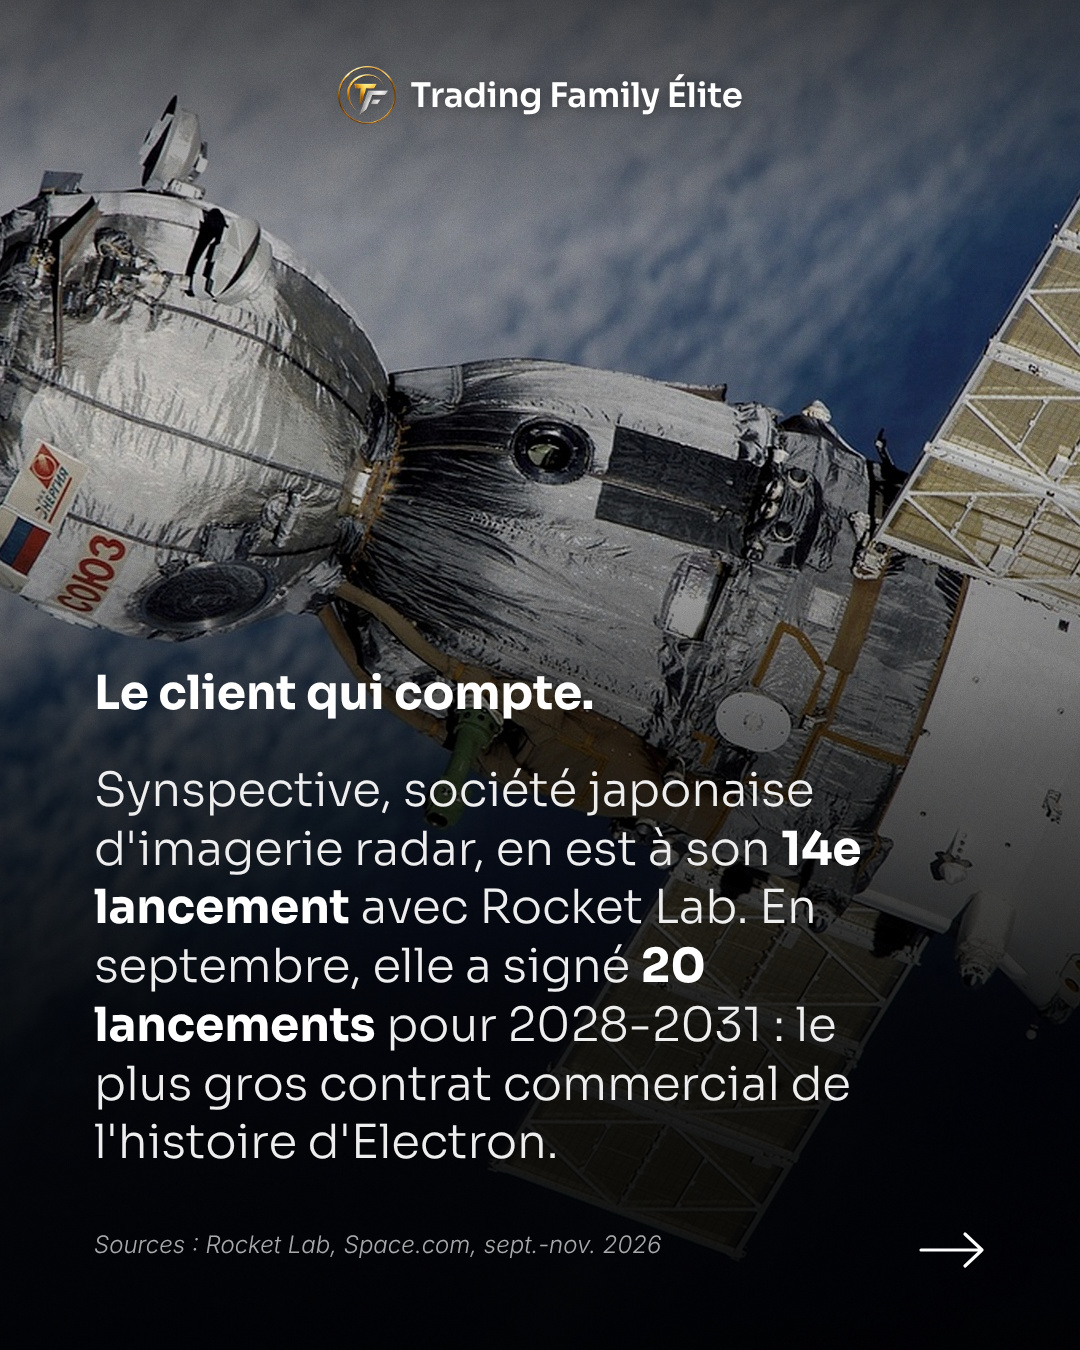 Trading Family Élite
ЭНЕРГИЯ
СОЮЗ
Le client qui compte.
Synspective, société japonaise
d'imagerie radar, en est à son 14e
lancement avec Rocket Lab. En
septembre, elle a signé 20
lancements pour 2028-2031 : le
plus gros contrat commercial de
l'histoire d'Electron.
Sources : Rocket Lab, Space.com, sept.-nov. 2026